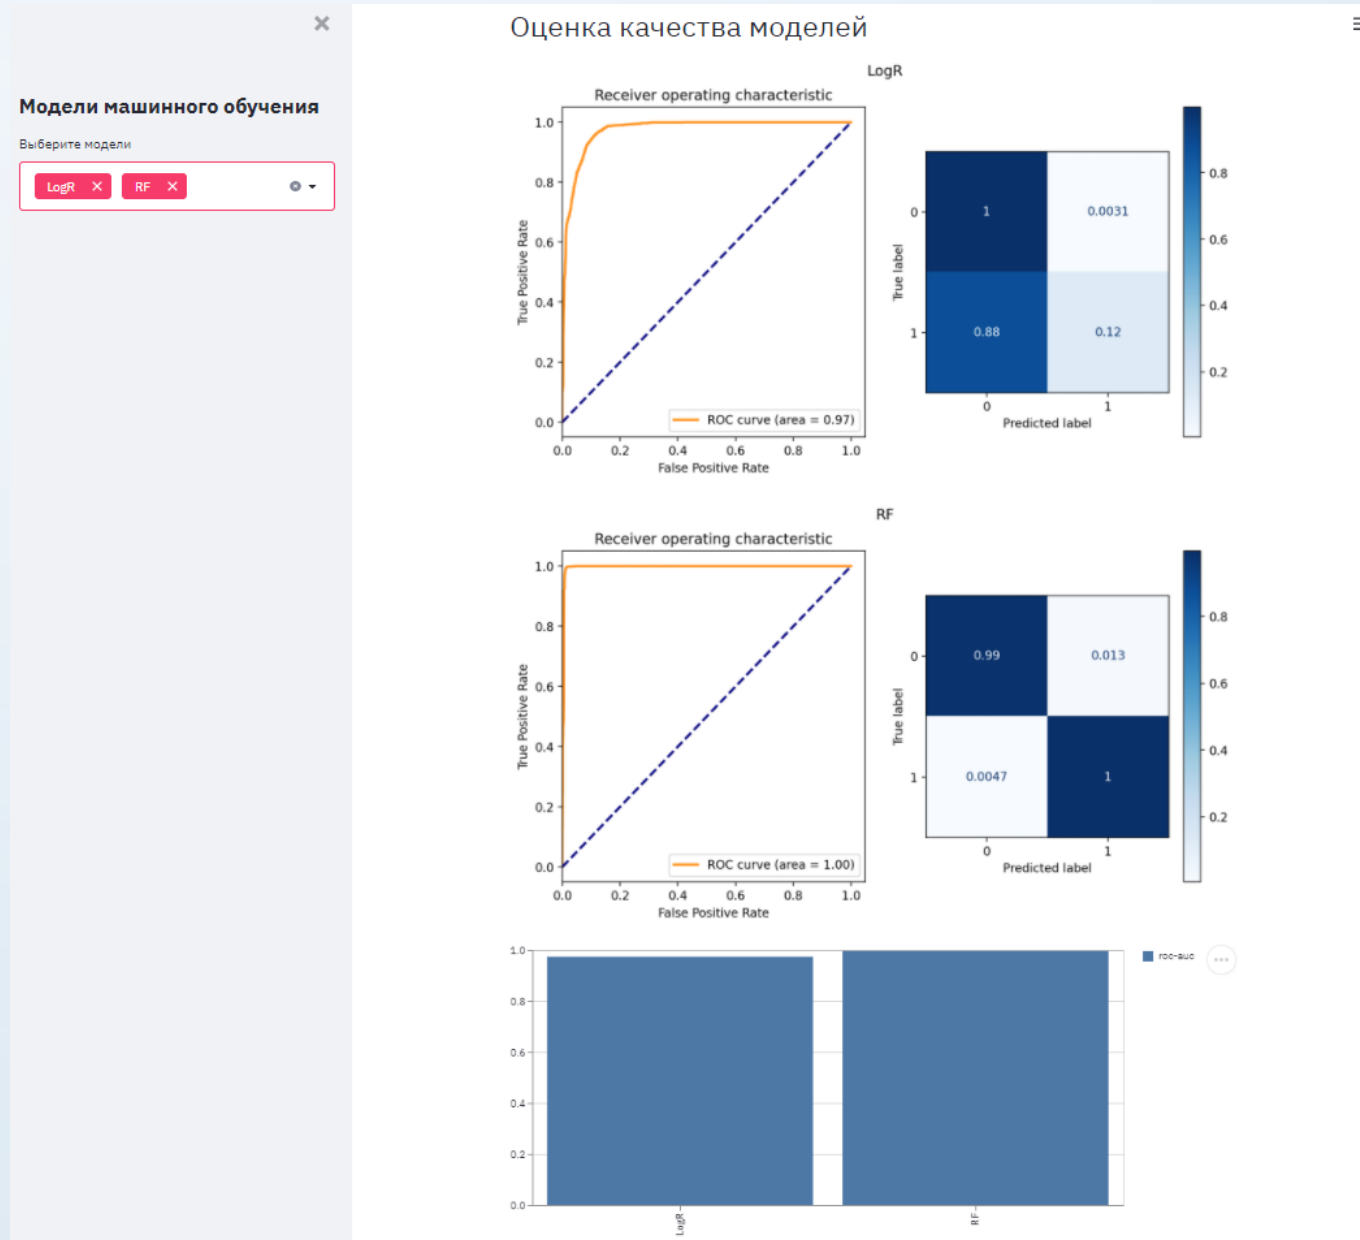 Оценка качества моделей
Модели машинного обучения
Выберите модели
LogR
RF
LogR
Receiver operating characteristic
1.0
0.8
0.6
0.4
0.2
0.0
True Positive Rate
0.0 0.2 0.4 0.6 0.8 1.0
False Positive Rate
ROC curve (area = 0.97)
1 0.0031
0.88 0.12
0
1
True label
0 1
Predicted label
0.8
0.6
0.4
0.2
RF
Receiver operating characteristic
1.0
0.8
0.6
0.4
0.2
0.0
True Positive Rate
0.0 0.2 0.4 0.6 0.8 1.0
False Positive Rate
ROC curve (area = 1.00)
0.99 0.013
0.0047 1
0
1
True label
0 1
Predicted label
0.8
0.6
0.4
0.2
1.0
0.8
0.6
0.4
0.2
0.0
LogR
RF
roc-auc